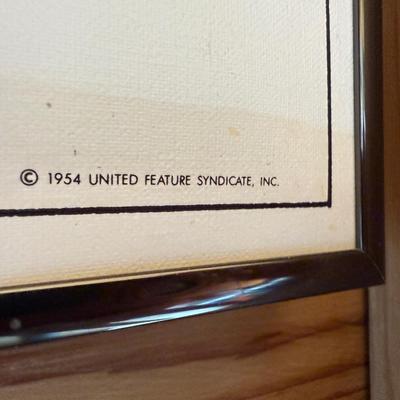 © 1954 UNITED FEATURE SYNDICATE, INC.